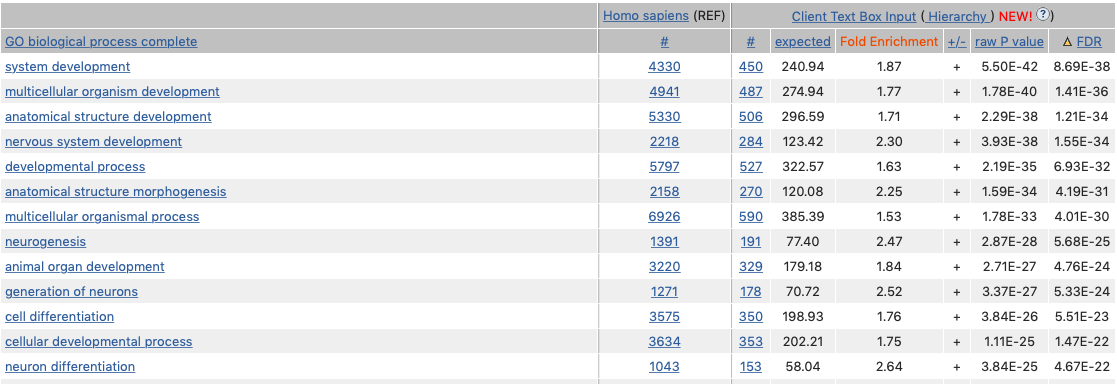 Homo sapiens (REF) Client Text Box Input ( Hierarchy ) NEW! ?)
GO biological process complete # # expected Fold Enrichment +/- raw P value Δ FDR
system development 4330 450 240.94 1.87 + 5.50E-42 8.69E-38
multicellular organism development 4941 487 274.94 1.77 + 1.78E-40 1.41E-36
anatomical structure development 5330 506 296.59 1.71 + 2.29E-38 1.21E-34
nervous system development 2218 284 123.42 2.30 + 3.93E-38 1.55E-34
developmental process 5797 527 322.57 1.63 + 2.19E-35 6.93E-32
anatomical structure morphogenesis 2158 270 120.08 2.25 + 1.59E-34 4.19E-31
multicellular organismal process 6926 590 385.39 1.53 + 1.78E-33 4.01E-30
neurogenesis 1391 191 77.40 2.47 + 2.87E-28 5.68E-25
animal organ development 3220 329 179.18 1.84 + 2.71E-27 4.76E-24
generation of neurons 1271 178 70.72 2.52 + 3.37E-27 5.33E-24
cell differentiation 3575 350 198.93 1.76 + 3.84E-26 5.51E-23
cellular developmental process 3634 353 202.21 1.75 + 1.11E-25 1.47E-22
neuron differentiation 1043 153 58.04 2.64 + 3.84E-25 4.67E-22